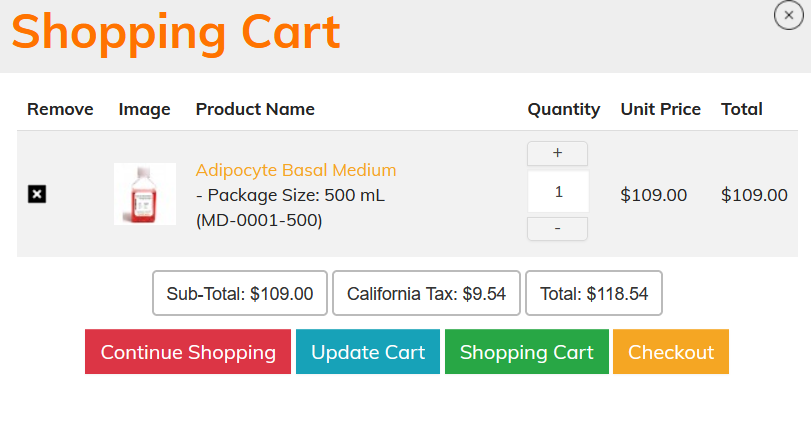 Shopping Cart
Remove Image Product Name Quantity Unit Price Total
Adipocyte Basal Medium
- Package Size: 500 mL
(MD-0001-500)
+
1
-
$109.00 $109.00
Sub-Total: $109.00 California Tax: $9.54 Total: $118.54
Continue Shopping Update Cart Shopping Cart Checkout